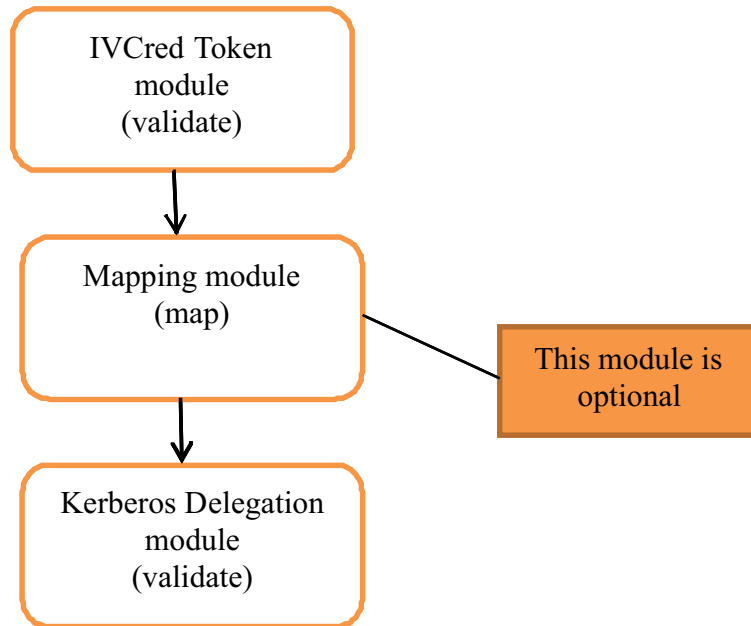 IVCred Token
module
(validate)
Mapping module
(map)
This module is
optional
Kerberos Delegation
module
(validate)